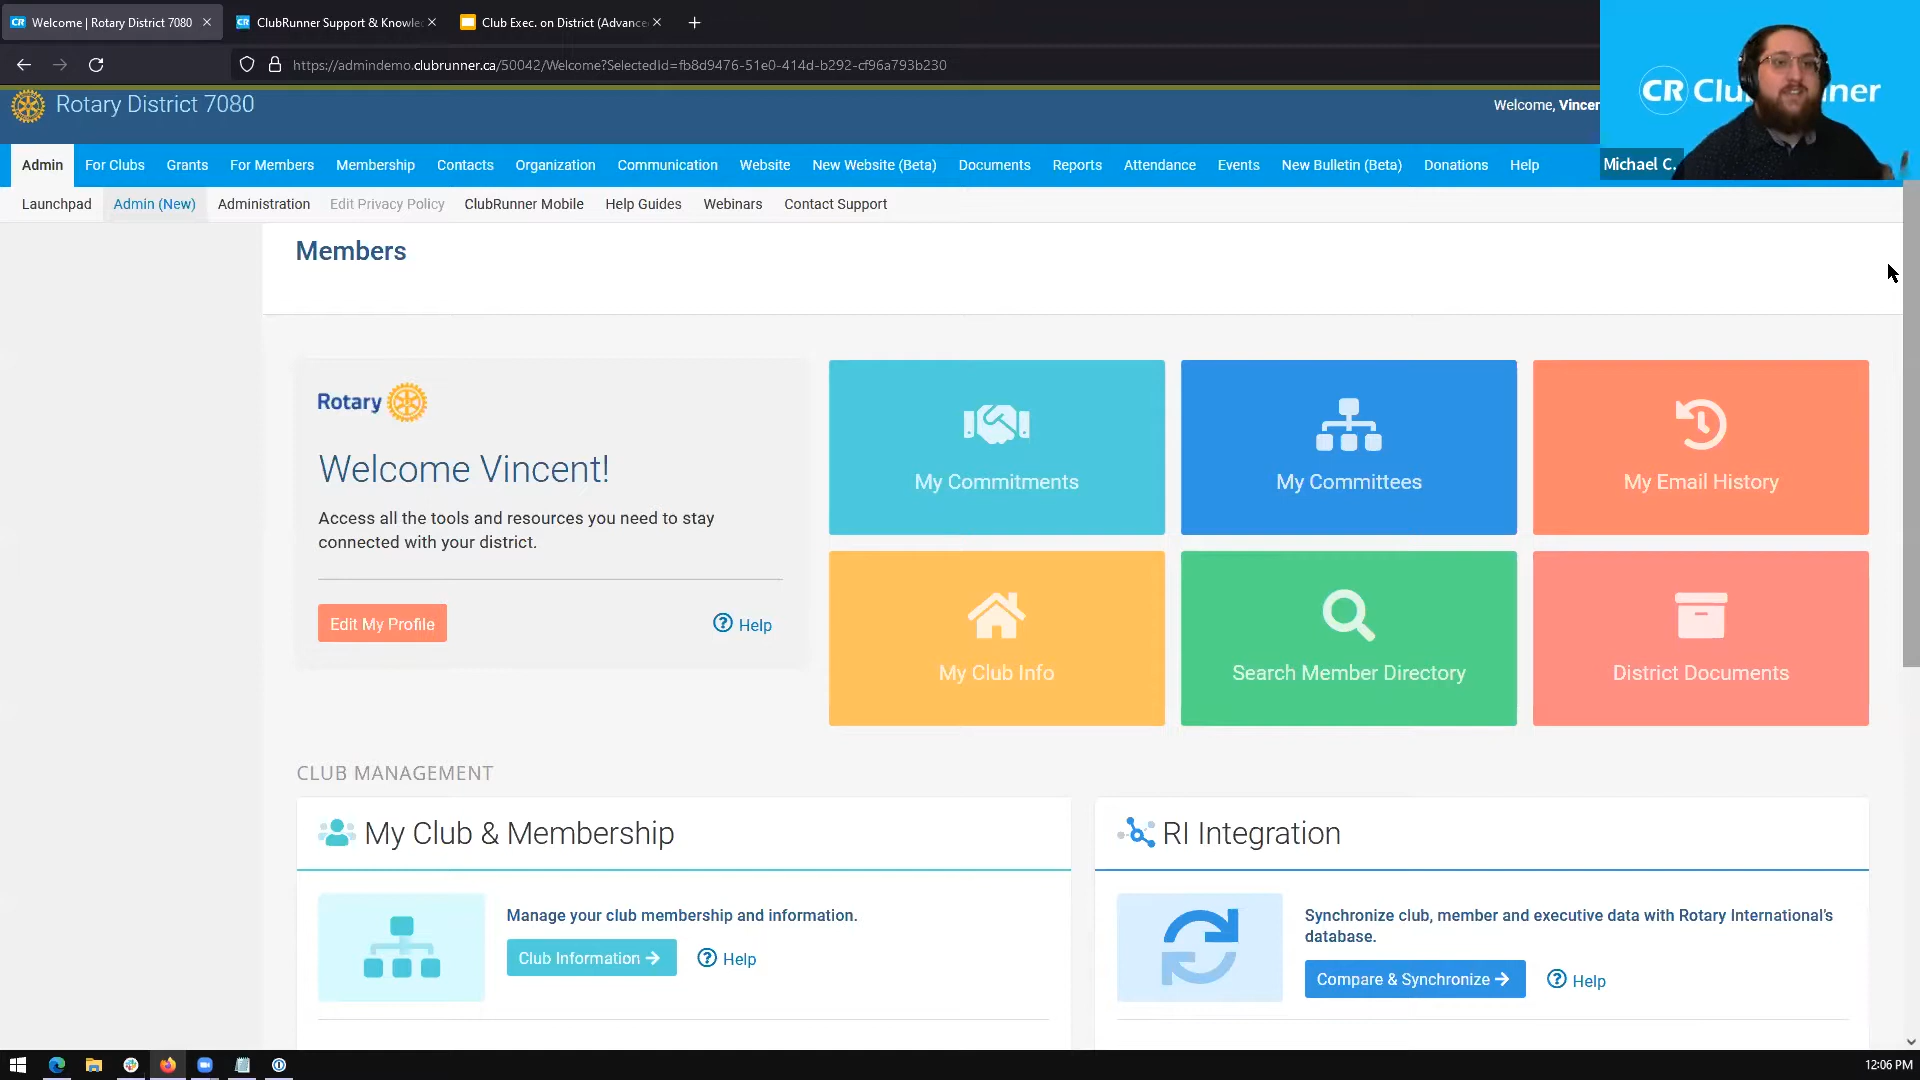 Welcome | Rotary District 7080
ClubRunner Support & Knowle
Club Exec. on District (Advance
https://admindemo.clubrunner.ca/50042/Welcome?SelectedId=fb8d9476-51e0-414d-b292-cf96a793b230
Rotary District 7080
Welcome, Vincen
CR Clu nner
Michael C.
Admin For Clubs Grants For Members Membership Contacts Organization Communication Website New Website (Beta) Documents Reports Attendance Events New Bulletin (Beta) Donations Help
Launchpad Admin (New) Administration Edit Privacy Policy ClubRunner Mobile Help Guides Webinars Contact Support
Members
Rotary
Welcome Vincent!
Access all the tools and resources you need to stay
connected with your district.
Edit My Profile
Help
My Commitments
My Committees
My Email History
My Club Info
Search Member Directory
District Documents
CLUB MANAGEMENT
My Club & Membership
Manage your club membership and information.
Club Information
Help
RI Integration
Synchronize club, member and executive data with Rotary International's
database.
Compare & Synchronize
Help
12:06 PM